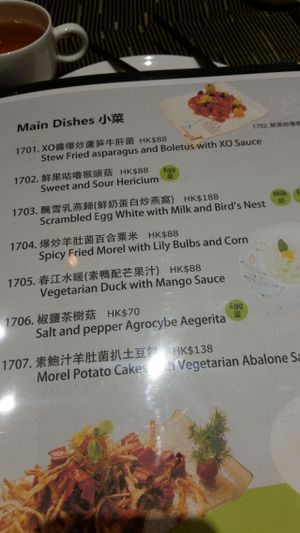 Main Dishes 小菜
1701. XO醬爆炒蘆筍牛肝菌 HK$88
Stew Fried asparagus and Boletus with XO Sauce
1702. 鮮果
1702. 鮮果咕嚕猴頭菇 HK$88
Sweet and Sour Hericium
Egg
蛋
1703. 飄雪乳燕歸(鮮奶蛋白炒燕窩) HK$188
Scrambled Egg White with Milk and Bird's Nest
Milk
奶
1704. 爆炒羊肚菌百合粟米 HK$88
Spicy Fried Morel with Lily Bulbs and Corn
1705. 春江水暖(素鴨配芒果汁) HK$88
Vegetarian Duck with Mango Sauce
1706. 椒鹽茶樹菇 HK$70
Salt and pepper Agrocybe Aegerita
Egg
蛋
1707. 素鮑汁羊肚菌扒土豆餅 HK$138
Morel Potato Cakes with Vegetarian Abalone Sa